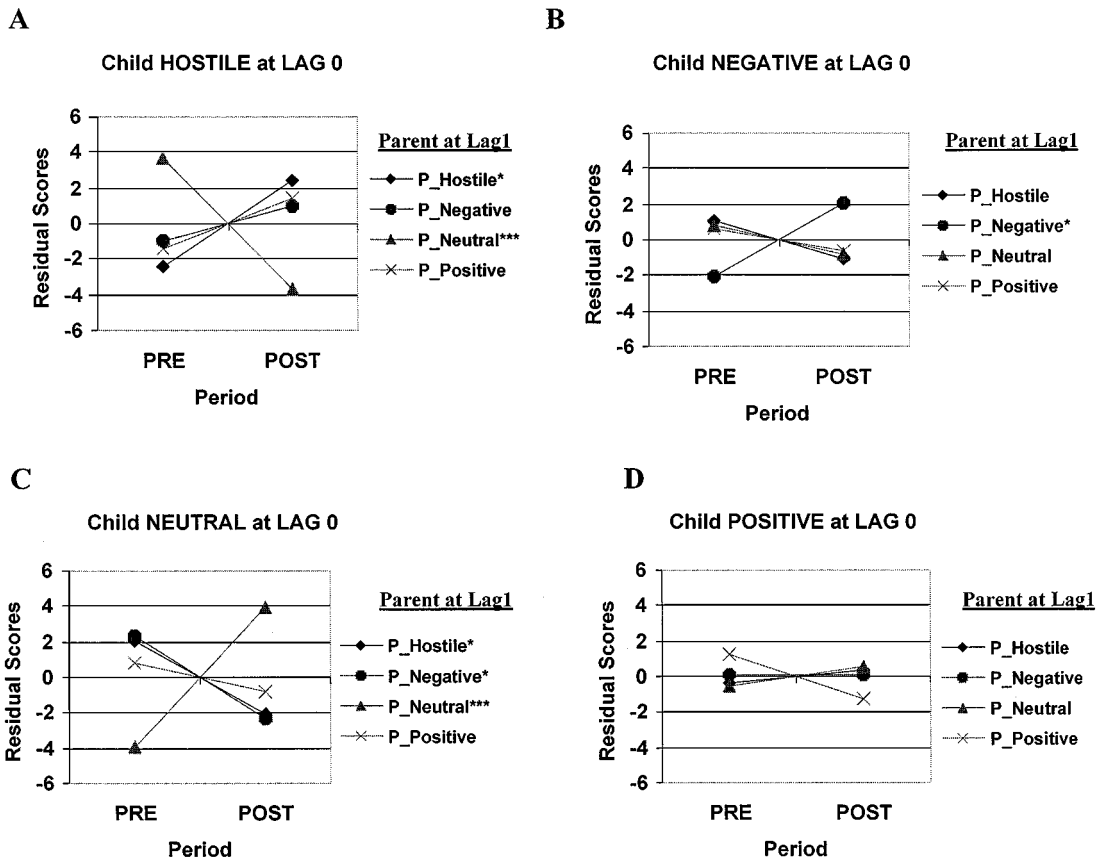 A
Child HOSTILE at LAG 0
Residual Scores
6
4
2
0
-2
-4
-6
PRE
POST
Period
Parent at Lag1
P_Hostile*
P_Negative
P_Neutral***
P_Positive
B
Child NEGATIVE at LAG 0
Residual Scores
6
4
2
0
-2
-4
-6
PRE
POST
Period
Parent at Lag1
P_Hostile
P_Negative*
P_Neutral
P_Positive
C
Child NEUTRAL at LAG 0
Residual Scores
6
4
2
0
-2
-4
-6
PRE
POST
Period
Parent at Lag1
P_Hostile*
P_Negative*
P_Neutral***
P_Positive
D
Child POSITIVE at LAG 0
Residual Scores
6
4
2
0
-2
-4
-6
PRE
POST
Period
Parent at Lag1
P_Hostile
P_Negative
P_Neutral
P_Positive